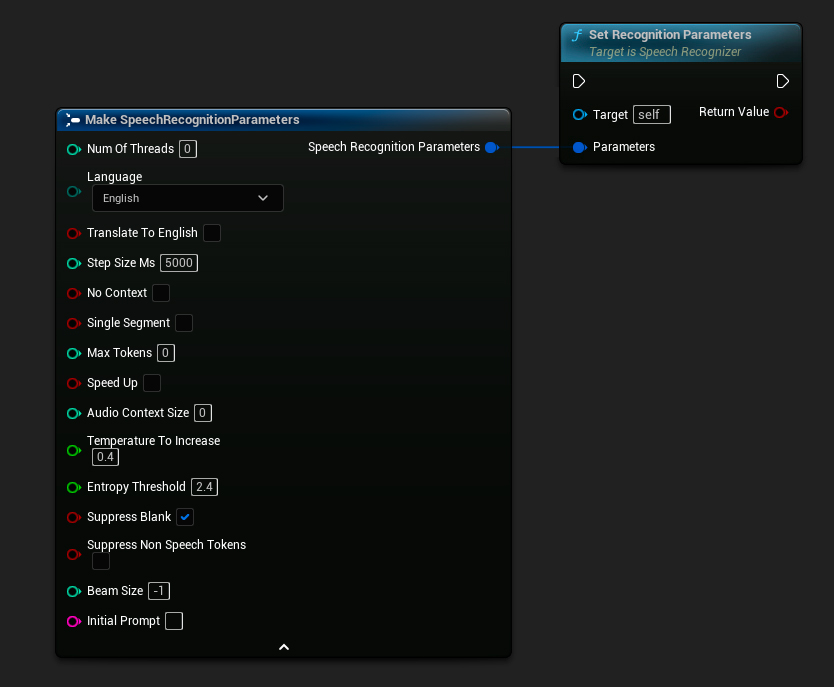 Set Recognition Parameters
Target is Speech Recognizer
Target self Return Value
Parameters
Make SpeechRecognitionParameters
Num Of Threads 0 Speech Recognition Parameters
Language
English
Translate To English
Step Size Ms 5000
No Context
Single Segment
Max Tokens 0
Speed Up
Audio Context Size 0
Temperature To Increase
0.4
Entropy Threshold 2.4
Suppress Blank
Suppress Non Speech Tokens
Beam Size -1
Initial Prompt